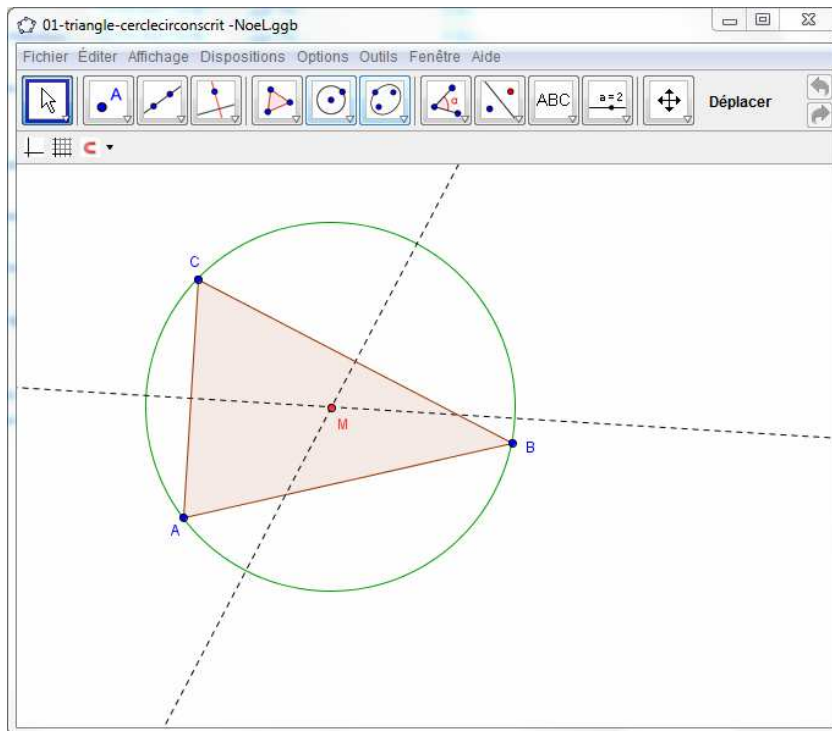 01-triangle-cerclecirconscrit -NoeL.ggb
Fichier Éditer Affichage Dispositions Options Outils Fenêtre Aide
A α ABC a=2 Déplacer
C
M
B
A